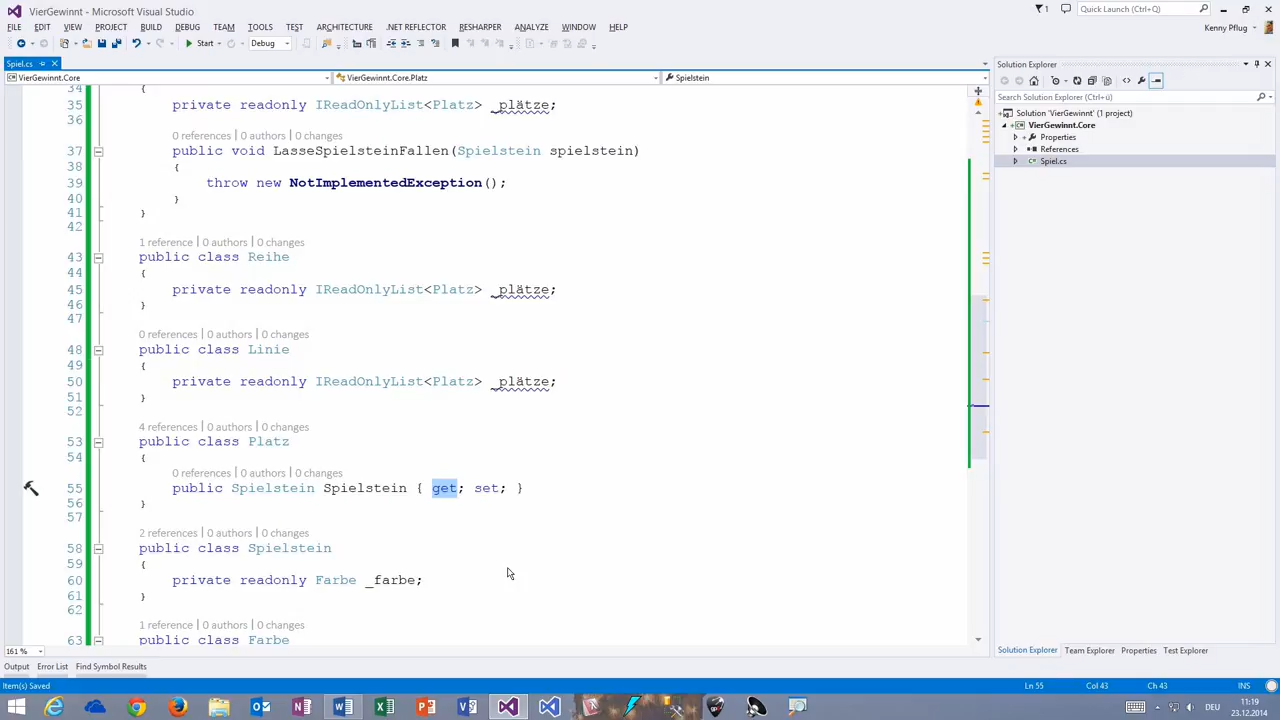 VierGewinnt - Microsoft Visual Studio
1
Quick Launch (Ctrl+Q)
FILE EDIT VIEW PROJECT BUILD DEBUG TEAM TOOLS TEST ARCHITECTURE .NET REFLECTOR RESHARPER ANALYZE WINDOW HELP
Kenny Pflug
Start
Debug
Spiel.cs
VierGewinnt.Core
VierGewinnt.Core.Platz
Spielstein
34 {
35 private readonly IReadOnlyList<Platz> _plätze;
36
0 references | 0 authors | 0 changes
37 public void LasseSpielsteinFallen(Spielstein spielstein)
38 {
39 throw new NotImplementedException();
40 }
41 }
42
1 reference | 0 authors | 0 changes
43 public class Reihe
44 {
45 private readonly IReadOnlyList<Platz> _plätze;
46 }
47
0 references | 0 authors | 0 changes
48 public class Linie
49 {
50 private readonly IReadOnlyList<Platz> _plätze;
51 }
52
4 references | 0 authors | 0 changes
53 public class Platz
54 {
0 references | 0 authors | 0 changes
55 public Spielstein Spielstein { get; set; }
56 }
57
2 references | 0 authors | 0 changes
58 public class Spielstein
59 {
60 private readonly Farbe _farbe;
61 }
62
1 reference | 0 authors | 0 changes
63 public class Farbe
161 %
Solution Explorer
Search Solution Explorer (Ctrl+ü)
Solution 'VierGewinnt' (1 project)
VierGewinnt.Core
Properties
References
Spiel.cs
Solution Explorer Team Explorer Properties Test Explorer
Output Error List Find Symbol Results
Item(s) Saved
Ln 55 Col 43 Ch 43 INS
DEU
11:19
23.12.2014